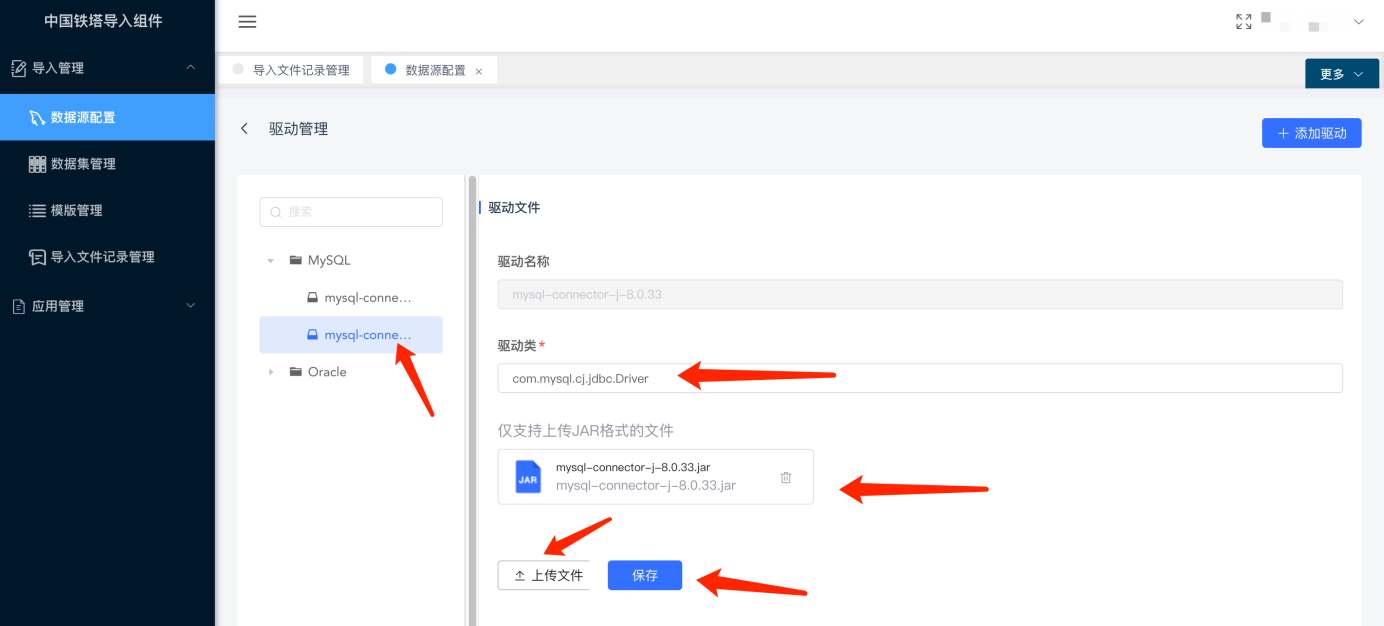 中国铁塔导入组件
导入管理
数据源配置
数据集管理
模版管理
导入文件记录管理
应用管理
导入文件记录管理
数据源配置
更多
驱动管理
添加驱动
搜索
MySQL
mysql-conne...
mysql-conne...
Oracle
驱动文件
驱动名称
mysql-connector-j-8.0.33
驱动类*
com.mysql.cj.jdbc.Driver
仅支持上传JAR格式的文件
JAR
mysql-connector-j-8.0.33.jar
mysql-connector-j-8.0.33.jar
上传文件
保存